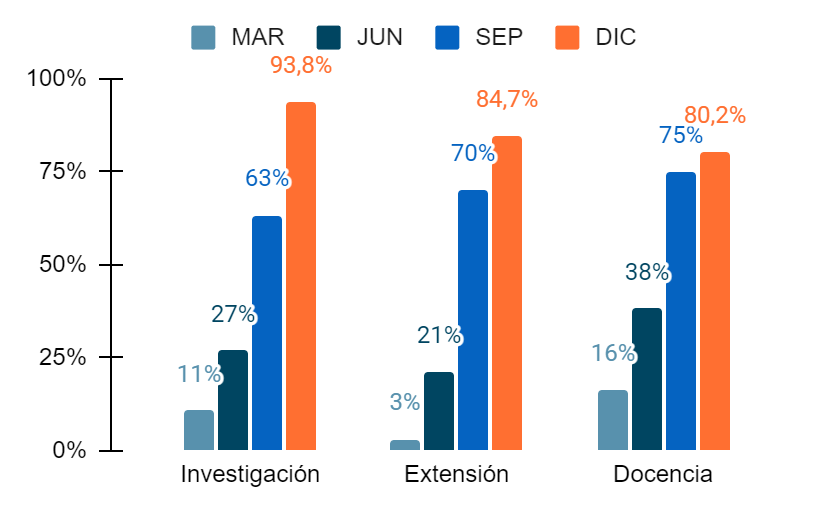 MAR JUN SEP DIC
100%
75%
50%
25%
0%
11% 27% 63% 93,8%
3% 21% 70% 84,7%
16% 38% 75% 80,2%
Investigación Extensión Docencia